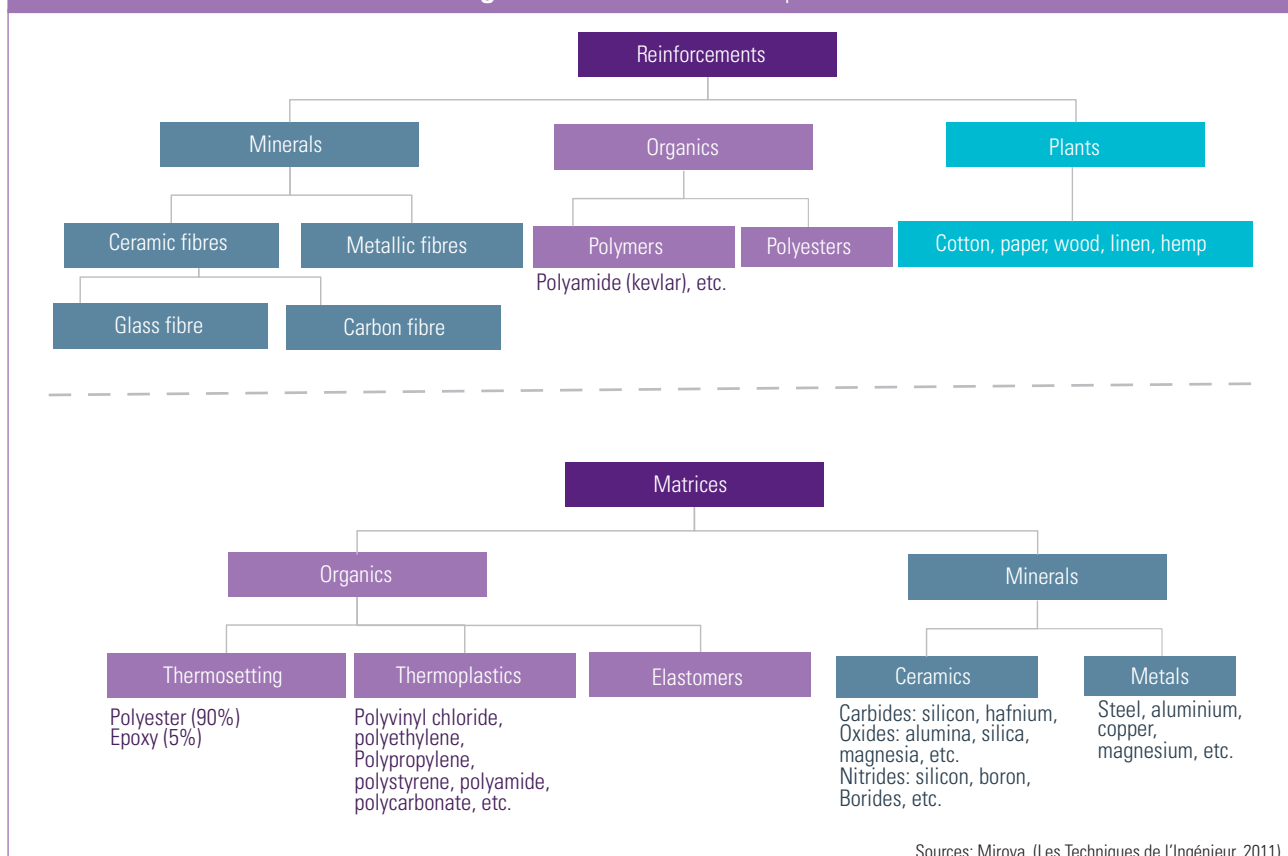 Reinforcements
Minerals
Organics
Plants
Ceramic fibres
Metallic fibres
Polymers
Polyesters
Cotton, paper, wood, linen, hemp
Polyamide (kevlar), etc.
Glass fibre
Carbon fibre
Matrices
Organics
Minerals
Thermosetting
Thermoplastics
Elastomers
Ceramics
Metals
Polyester (90%)
Epoxy (5%)
Polyvinyl chloride,
polyethylene,
Polypropylene,
polystyrene, polyamide,
polycarbonate, etc.
Carbides: silicon, hafnium,
Oxides: alumina, silica,
magnesia, etc.
Nitrides: silicon, boron,
Borides, etc.
Steel, aluminium,
copper,
magnesium, etc.
Sources: Mirova, (Les Techniques de l'Ingénieur, 2011)